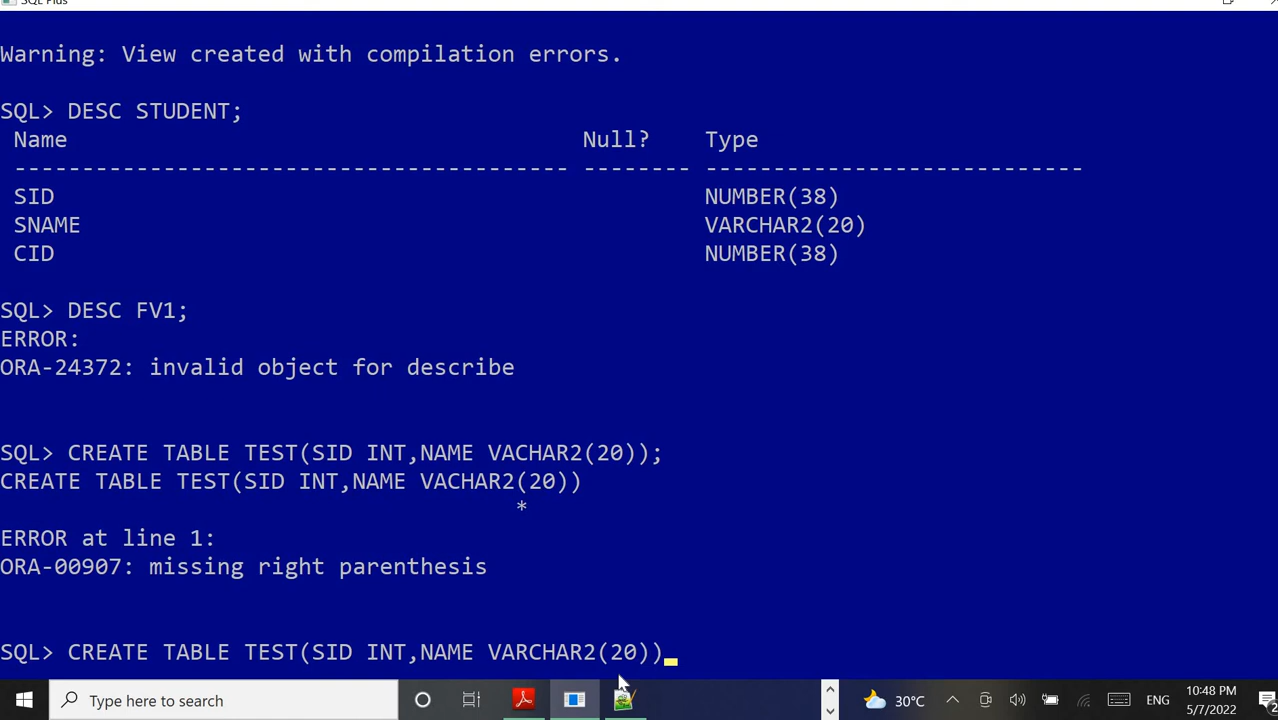 SQL Plus
Warning: View created with compilation errors.
SQL> DESC STUDENT;
Name Null? Type
----------------------------------------- -------- ----------------------------
SID NUMBER(38)
SNAME VARCHAR2(20)
CID NUMBER(38)
SQL> DESC FV1;
ERROR:
ORA-24372: invalid object for describe
SQL> CREATE TABLE TEST(SID INT,NAME VACHAR2(20));
CREATE TABLE TEST(SID INT,NAME VACHAR2(20))
*
ERROR at line 1:
ORA-00907: missing right parenthesis
SQL> CREATE TABLE TEST(SID INT,NAME VARCHAR2(20))
Type here to search
30°C
ENG
10:48 PM
5/7/2022
2